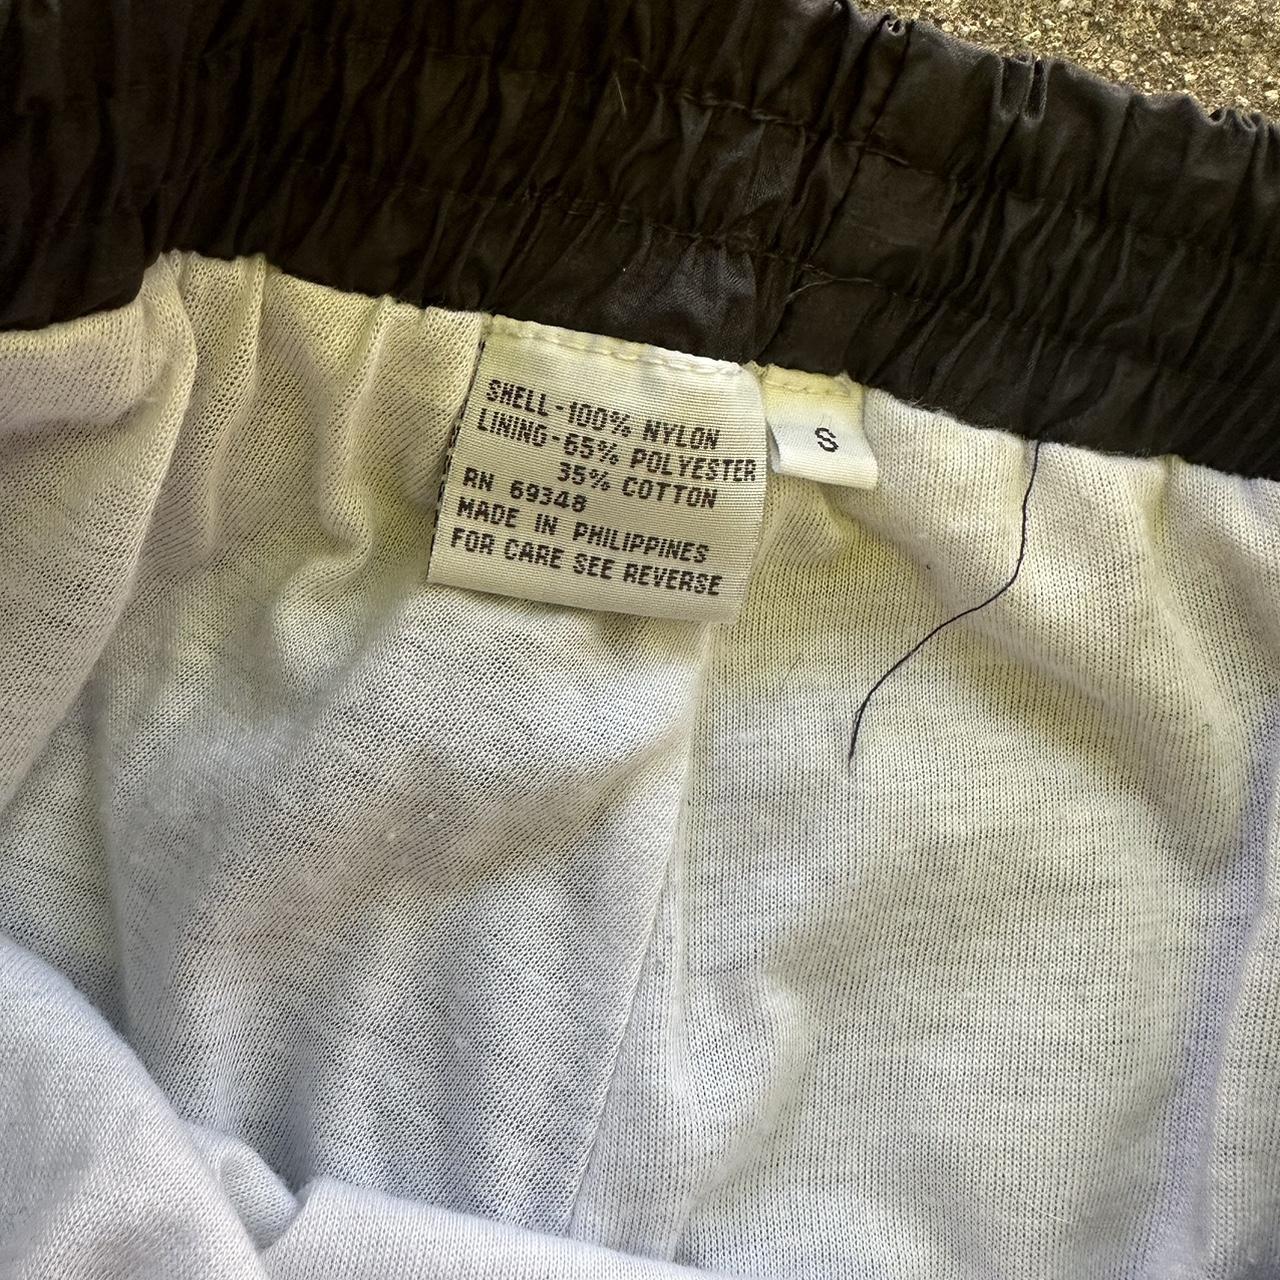 SHELL-100% NYLON
LINING-65% POLYESTER
35% COTTON
RN 69348
MADE IN PHILIPPINES
FOR CARE SEE REVERSE
S